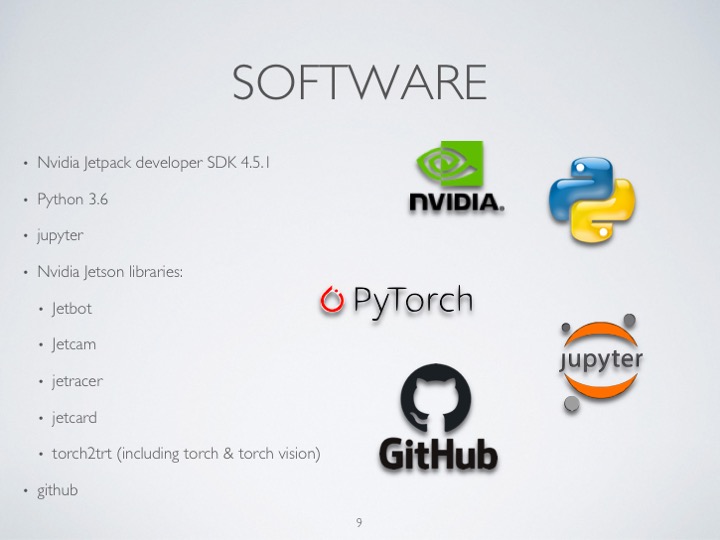 SOFTWARE
• Nvidia Jetpack developer SDK 4.5.1
• Python 3.6
• jupyter
• Nvidia Jetson libraries:
• Jetbot
• Jetcam
• jetracer
• jetcard
• torch2trt (including torch & torch vision)
• github
NVIDIA.
PyTorch
jupyter
GitHub
9